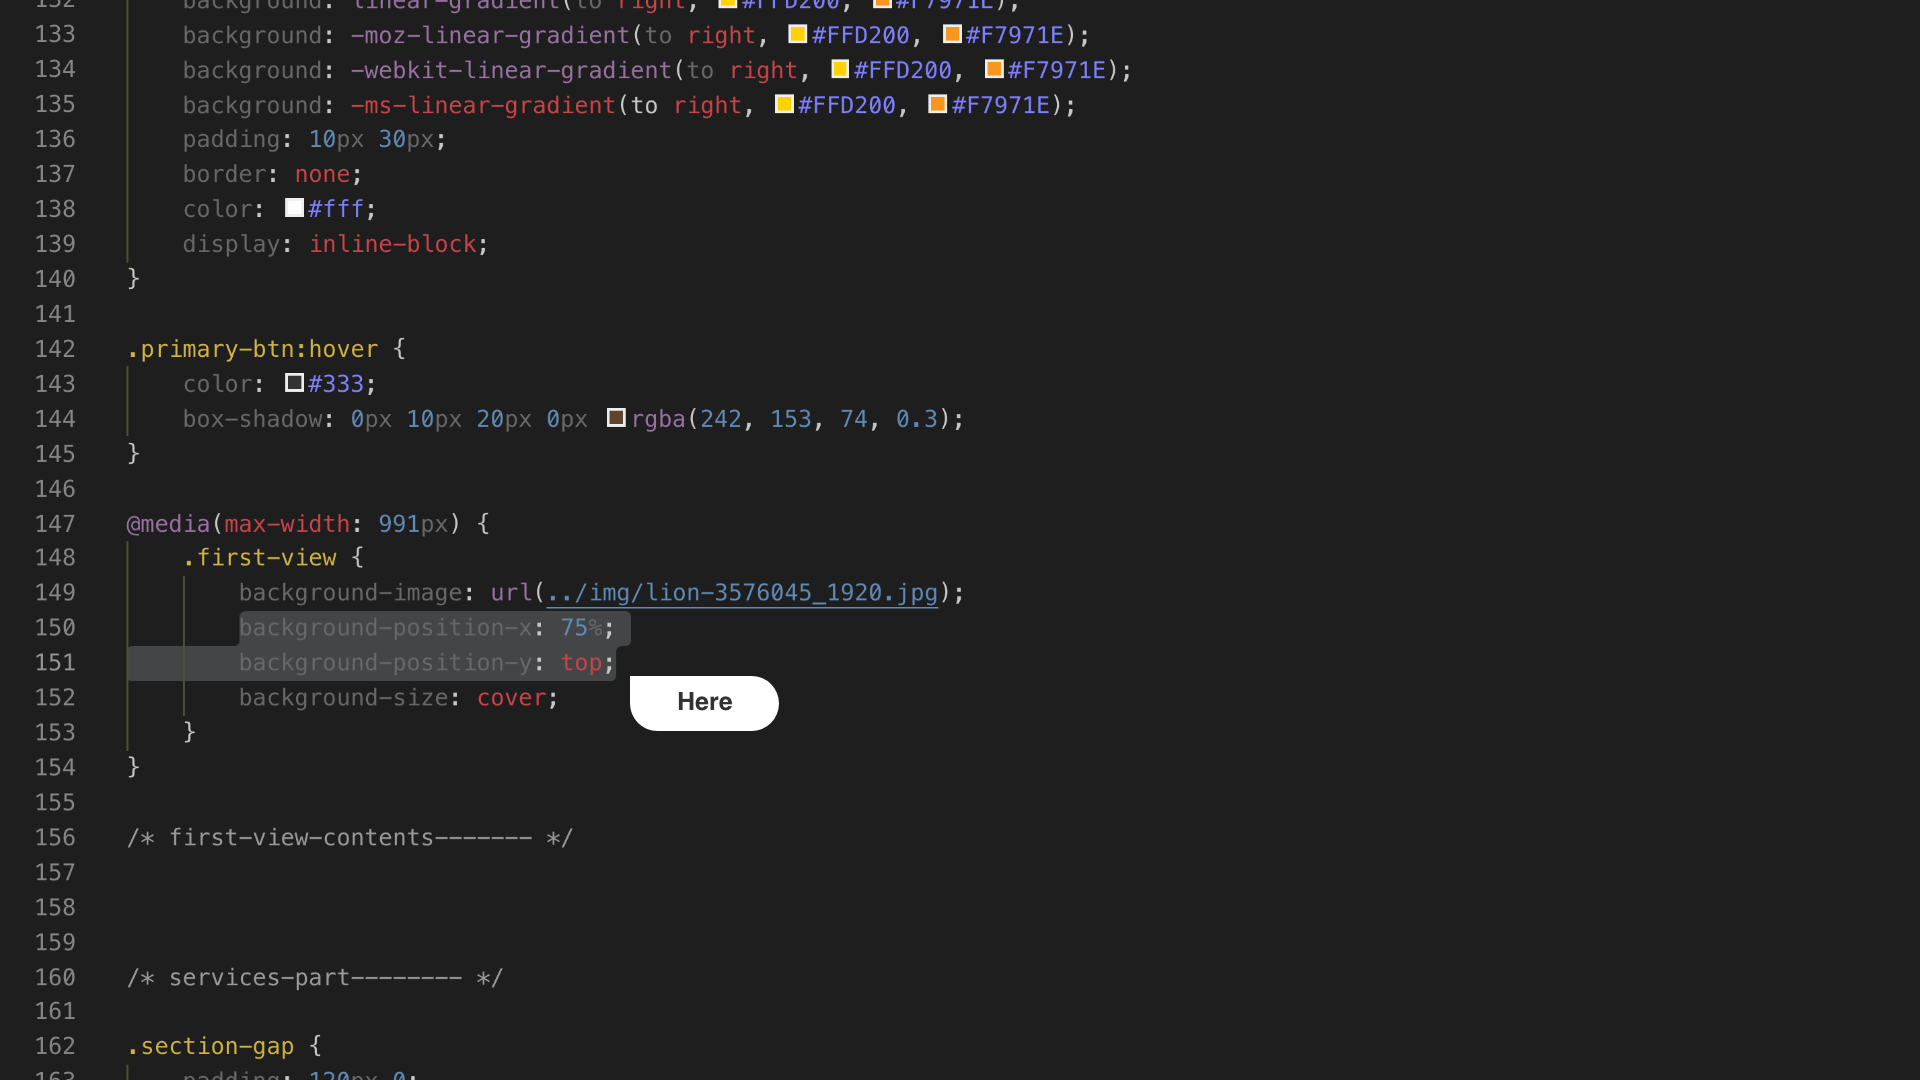 132 background: linear-gradient(to right, #FFD200, #F7971E);
133 background: -moz-linear-gradient(to right, #FFD200, #F7971E);
134 background: -webkit-linear-gradient(to right, #FFD200, #F7971E);
135 background: -ms-linear-gradient(to right, #FFD200, #F7971E);
136 padding: 10px 30px;
137 border: none;
138 color: #fff;
139 display: inline-block;
140 }
141
142 .primary-btn:hover {
143 color: #333;
144 box-shadow: 0px 10px 20px 0px rgba(242, 153, 74, 0.3);
145 }
146
147 @media(max-width: 991px) {
148 .first-view {
149 background-image: url(../img/lion-3576045_1920.jpg);
150 background-position-x: 75%;
151 background-position-y: top;
152 background-size: cover;
Here
153 }
154 }
155
156 /* first-view-contents------- */
157
158
159
160 /* services-part-------- */
161
162 .section-gap {
163 padding: 120px 0;